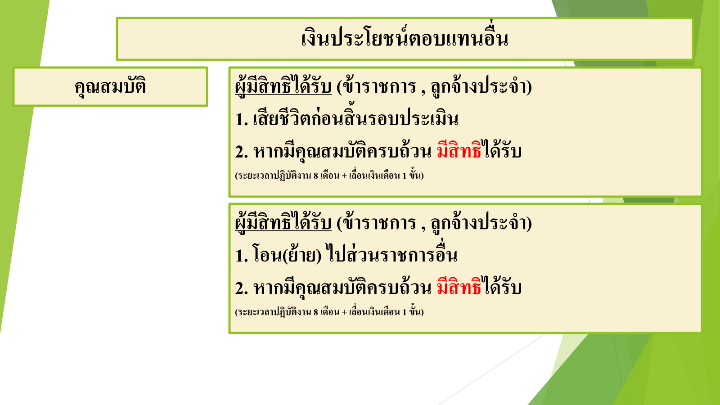 เงินประโยชน์ตอบแทนอื่น
คุณสมบัติ
ผู้มีสิทธิได้รับ (ข้าราชการ , ลูกจ้างประจำ)
1. เสียชีวิตก่อนสิ้นรอบประเมิน
2. หากมีคุณสมบัติครบถ้วน มีสิทธิได้รับ
(ระยะเวลาปฏิบัติงาน 8 เดือน + เลื่อนเงินเดือน 1 ขั้น)
ผู้มีสิทธิได้รับ (ข้าราชการ , ลูกจ้างประจำ)
1. โอน(ย้าย) ไปส่วนราชการอื่น
2. หากมีคุณสมบัติครบถ้วน มีสิทธิได้รับ
(ระยะเวลาปฏิบัติงาน 8 เดือน + เลื่อนเงินเดือน 1 ขั้น)